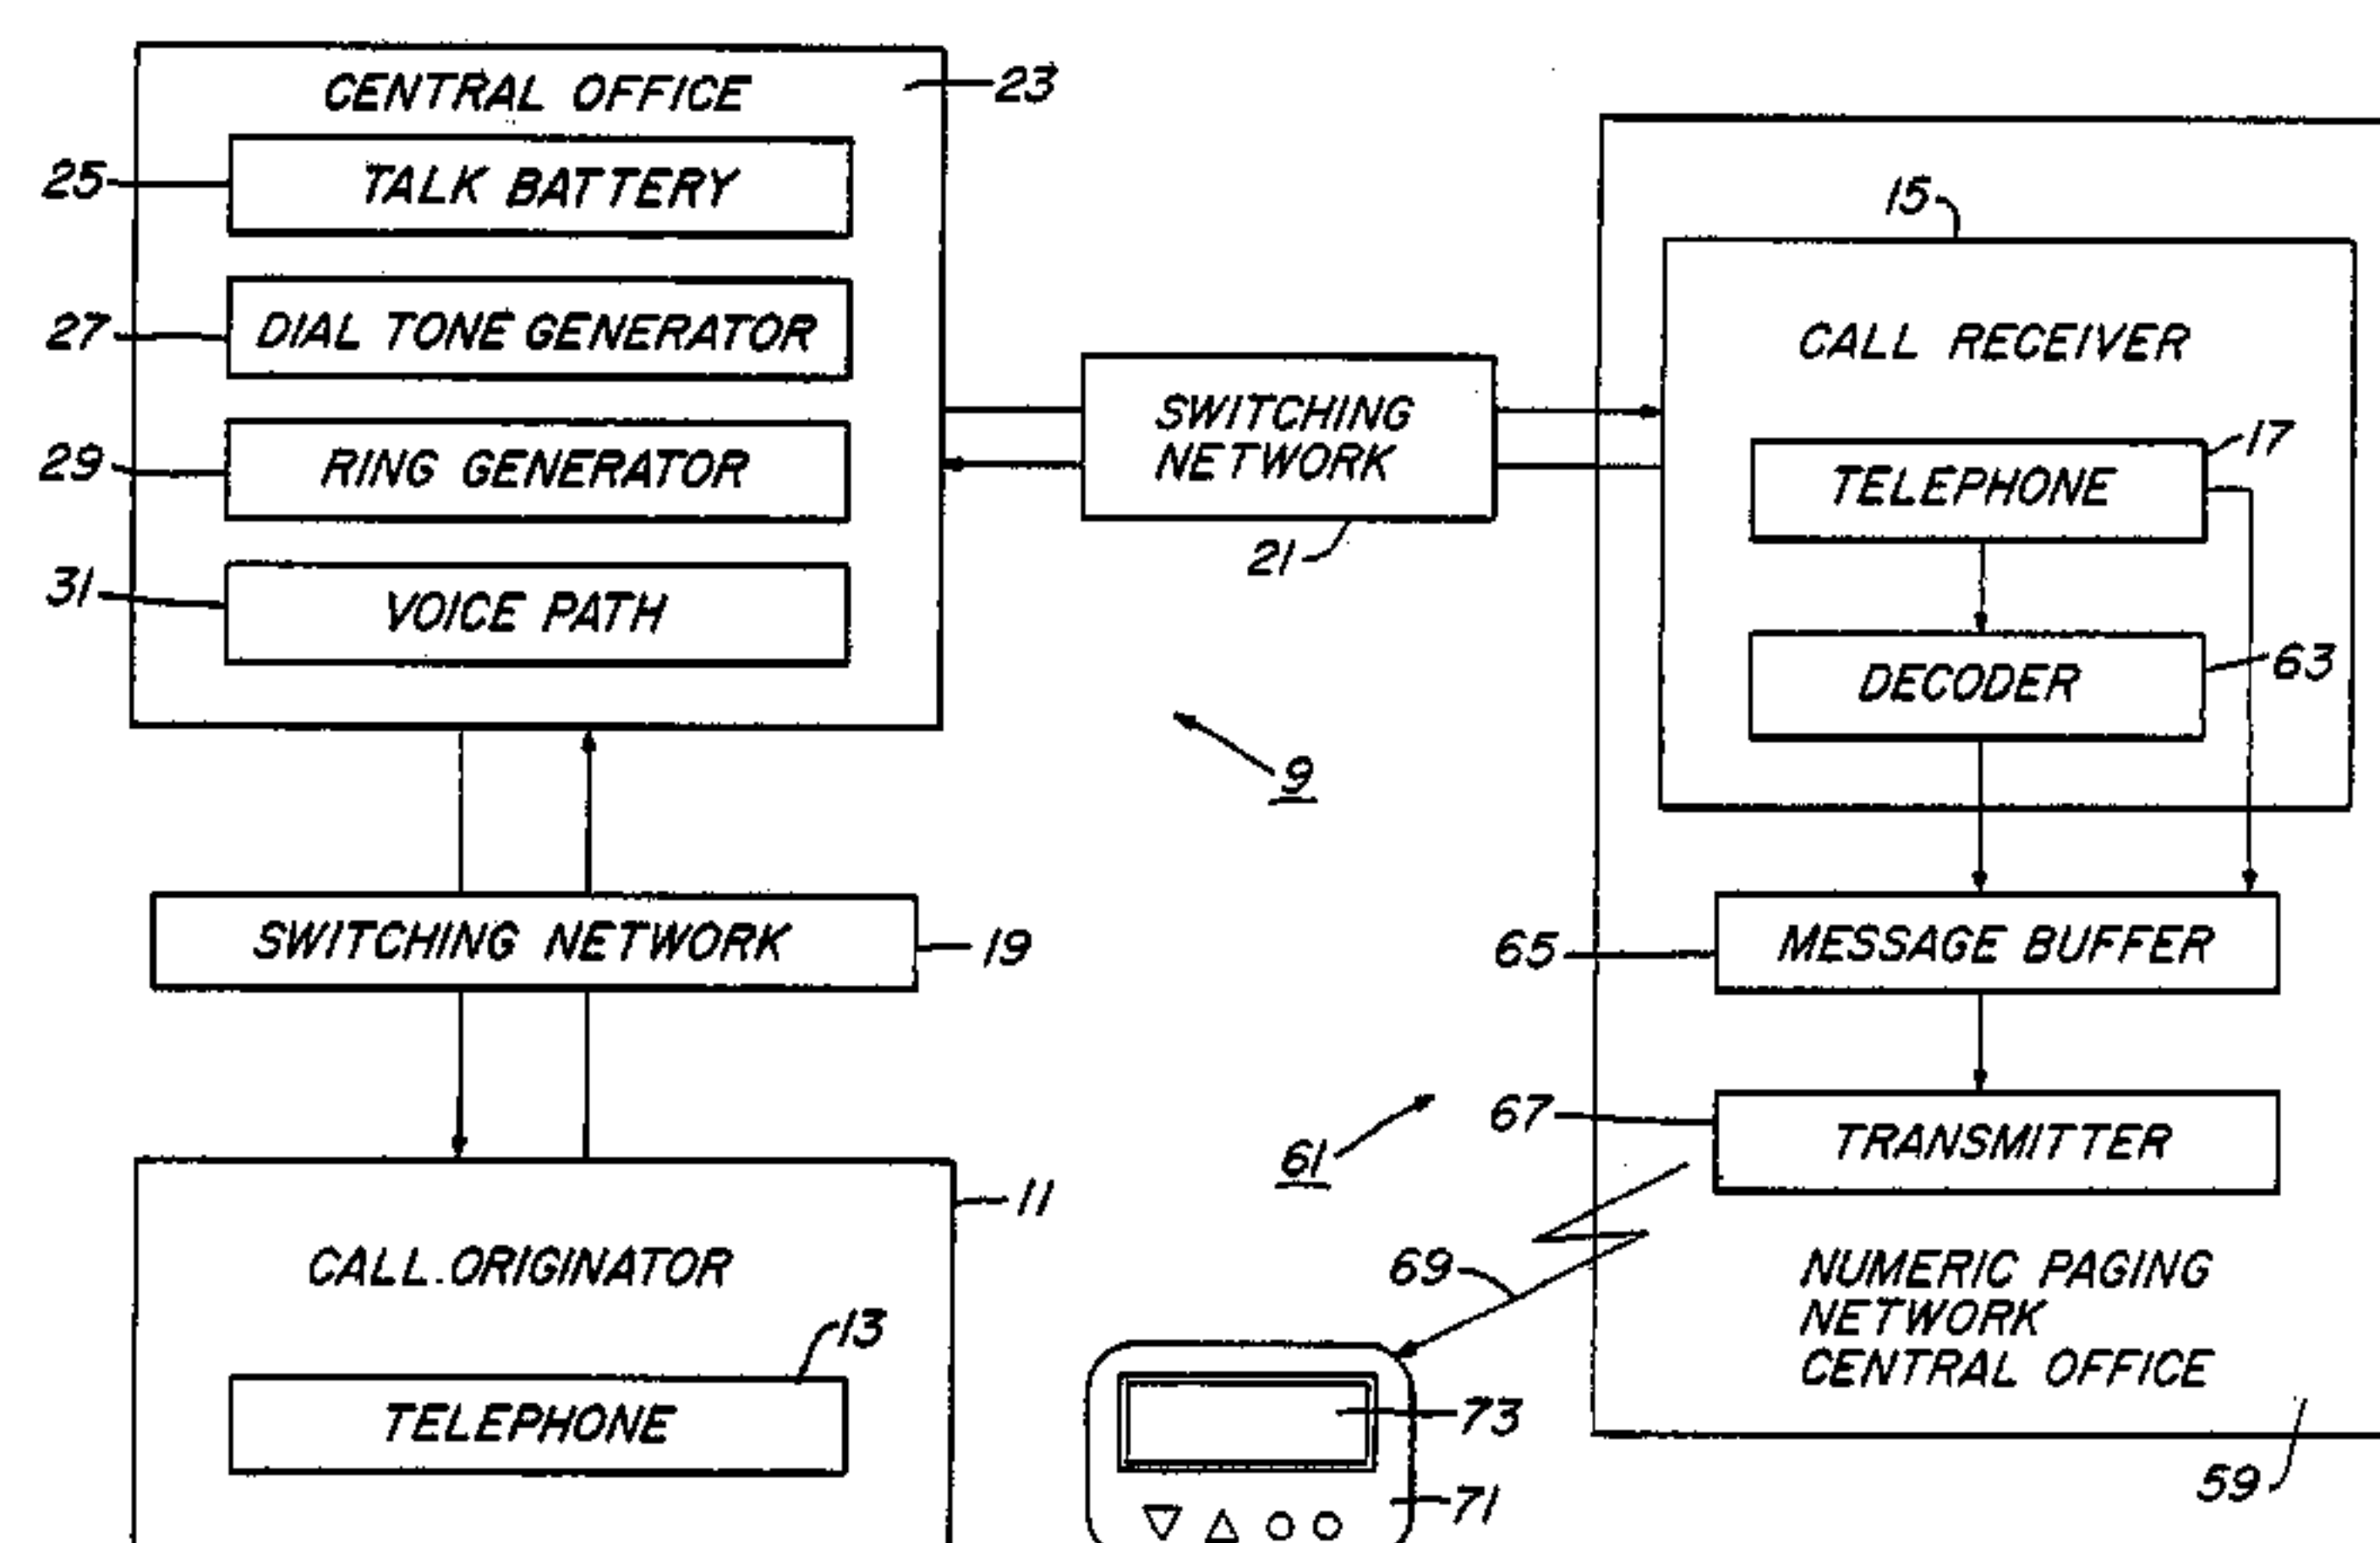 CENTRAL OFFICE
23
25
TALK BATTERY
27
DIAL TONE GENERATOR
29
RING GENERATOR
31
VOICE PATH
SWITCHING
NETWORK
21
15
CALL RECEIVER
17
TELEPHONE
DECODER
63
9
SWITCHING NETWORK
19
65
MESSAGE BUFFER
67
TRANSMITTER
61
11
CALL ORIGINATOR
13
TELEPHONE
69
73
71
NUMERIC PAGING
NETWORK
CENTRAL OFFICE
59